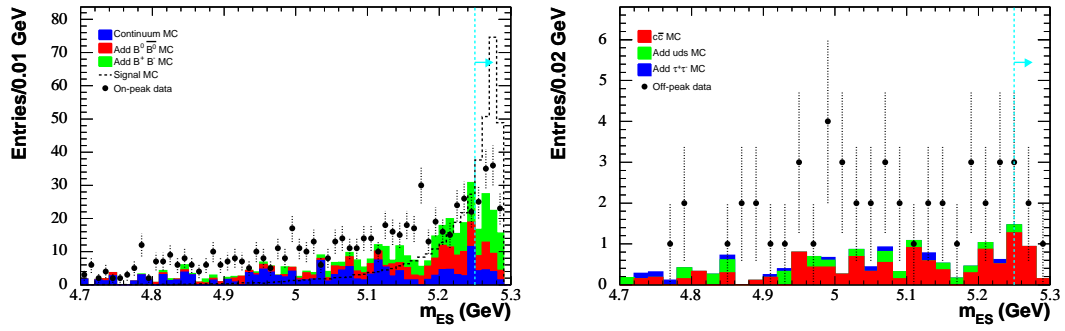 Entries/0.01 GeV
80
70
60
50
40
30
20
10
0
4.7 4.8 4.9 5 5.1 5.2 5.3
m_ES (GeV)
Continuum MC
Add B⁰ B̅⁰ MC
Add B⁺ B⁻ MC
Signal MC
On-peak data
Entries/0.02 GeV
6
5
4
3
2
1
0
4.7 4.8 4.9 5 5.1 5.2 5.3
m_ES (GeV)
cc̅ MC
Add uds MC
Add τ⁺τ⁻ MC
Off-peak data